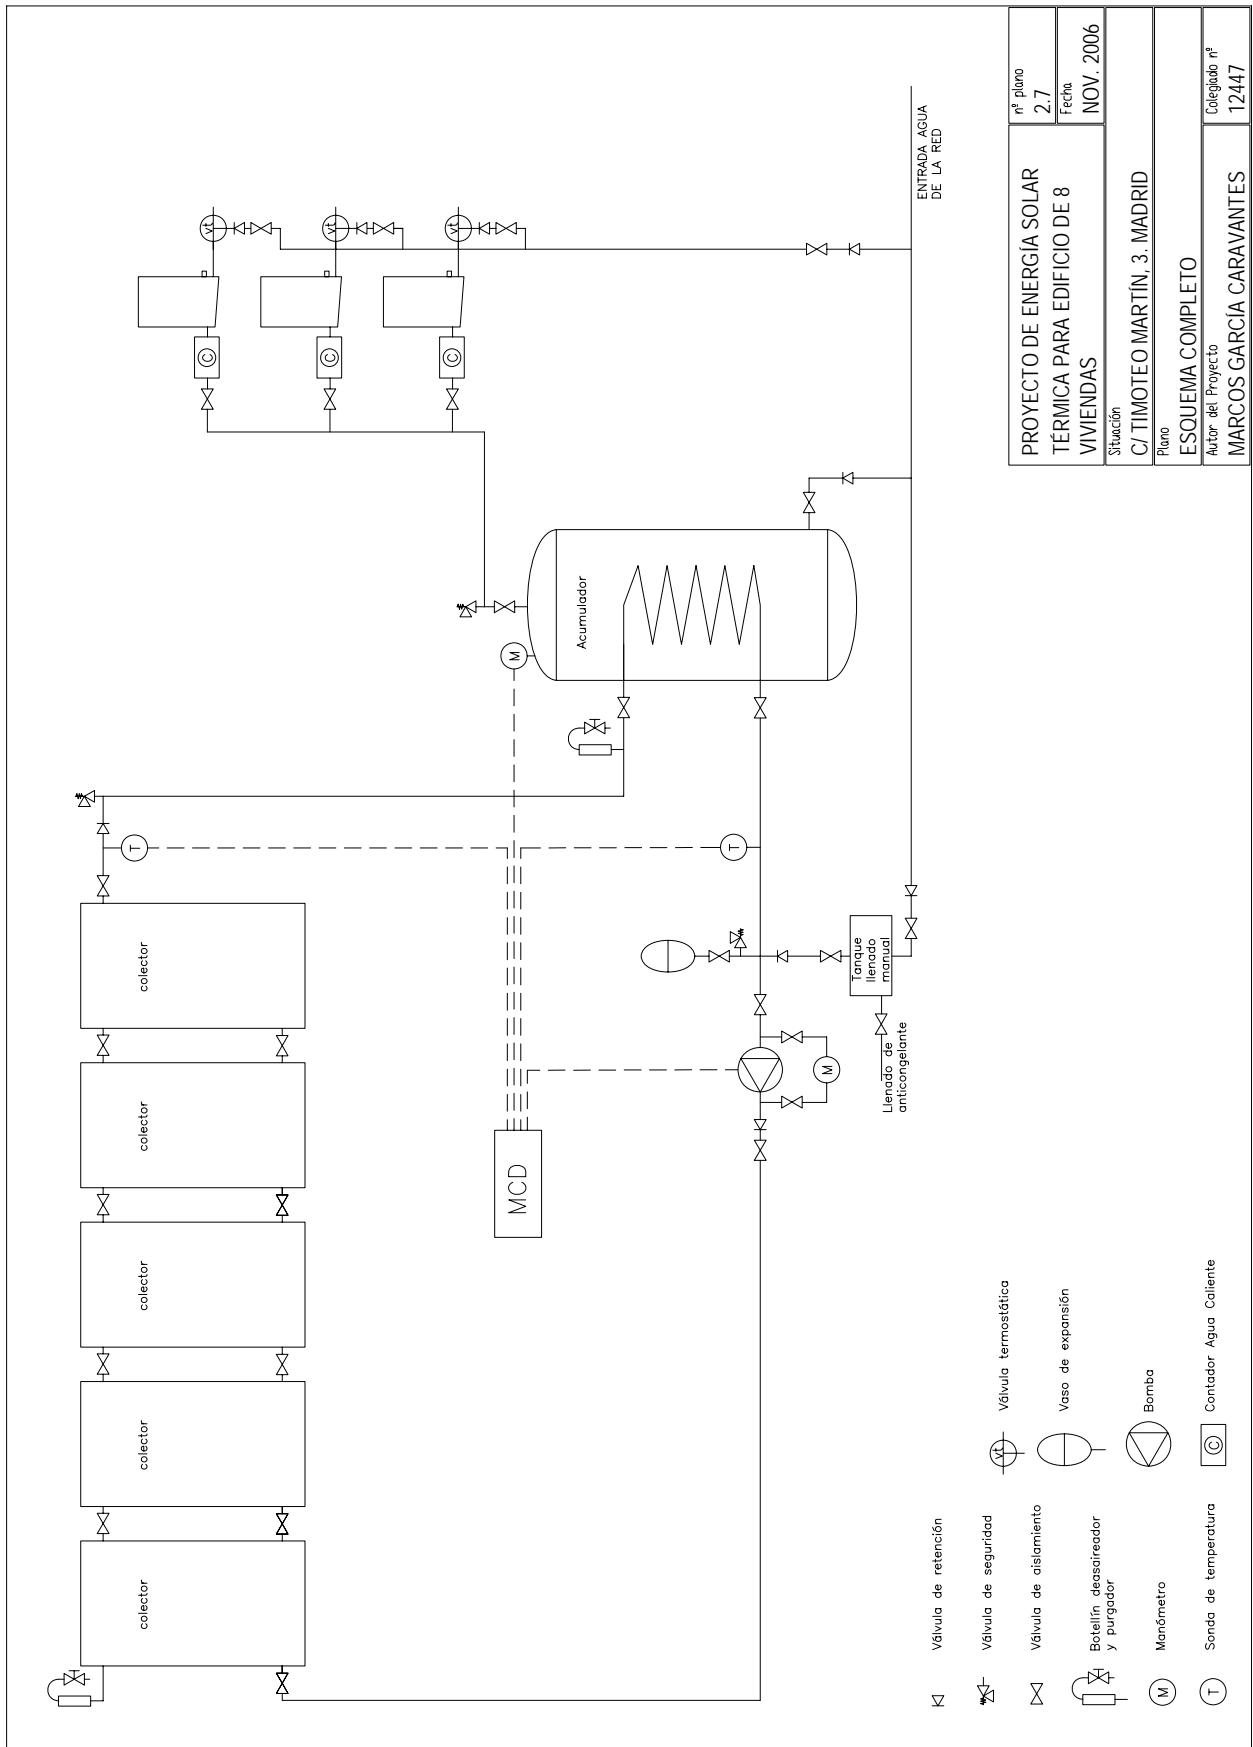 colector
colector
colector
colector
colector
T
T
M
M
MCD
Acumulador
vt
vt
vt
C
C
C
Tanque
llenado
manual
Llenado de
anticongelante
ENTRADA AGUA
DE LA RED
Válvula de retención
Válvula de seguridad
Válvula de aislamiento
Botellín deasaireador
y purgador
M
Manómetro
T
Sonda de temperatura
vt
Válvula termostática
Vaso de expansión
Bomba
C
Contador Agua Caliente
PROYECTO DE ENERGÍA SOLAR
TÉRMICA PARA EDIFICIO DE 8
VIVIENDAS
nº plano
2.7
Fecha
NOV. 2006
Situación
C/ TIMOTEO MARTÍN, 3. MADRID
Plano
ESQUEMA COMPLETO
Autor del Proyecto
MARCOS GARCÍA CARAVANTES
Colegiado nº
12447